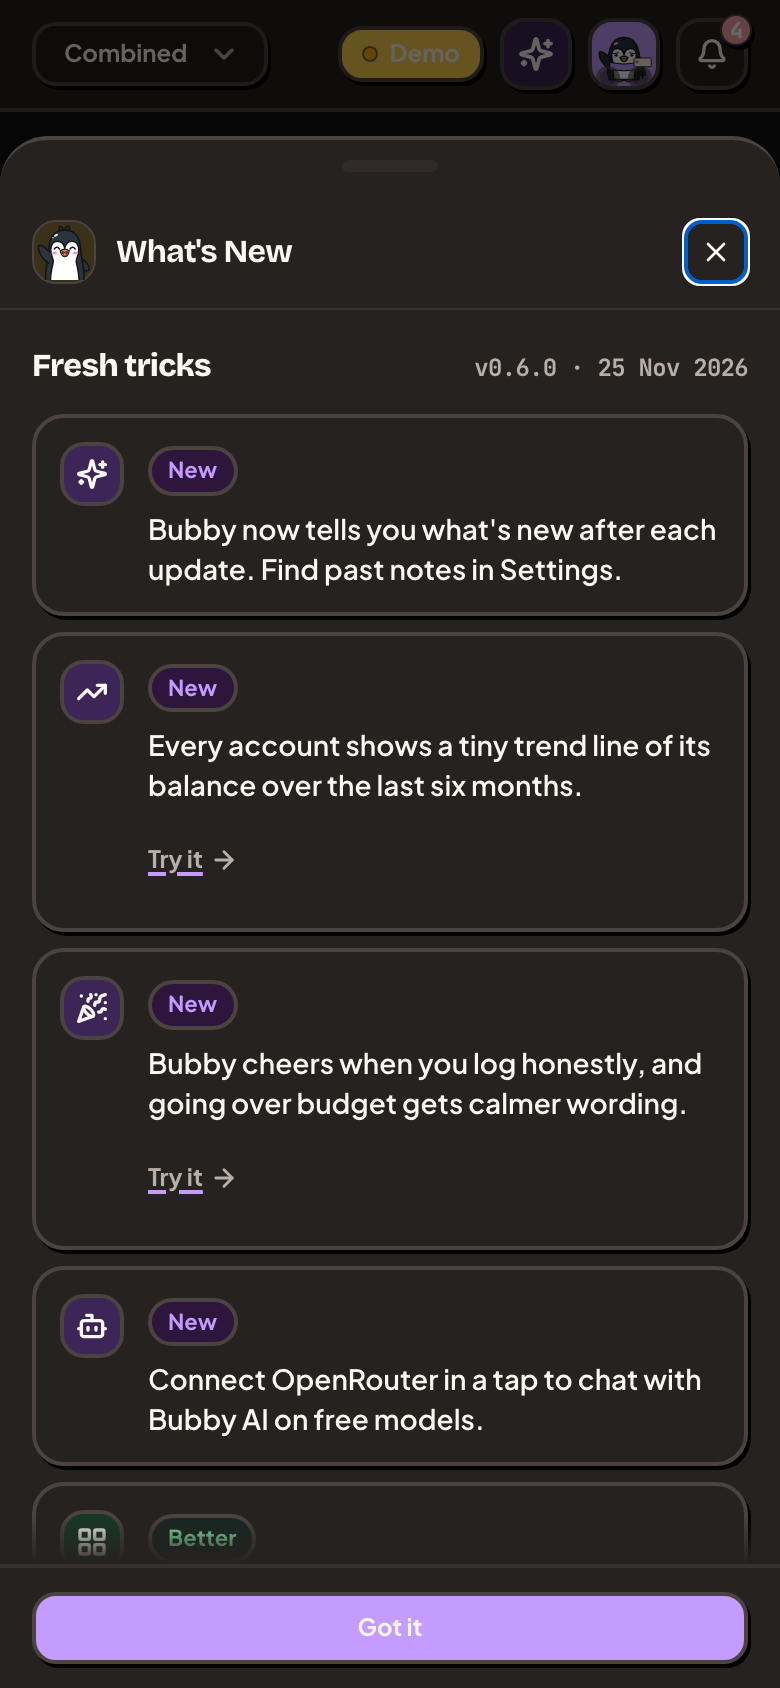 Combined
Demo
4
What's New
Fresh tricks
v0.6.0 · 25 Nov 2026
New
Bubby now tells you what's new after each
update. Find past notes in Settings.
New
Every account shows a tiny trend line of its
balance over the last six months.
Try it →
New
Bubby cheers when you log honestly, and
going over budget gets calmer wording.
Try it →
New
Connect OpenRouter in a tap to chat with
Bubby AI on free models.
Better
Got it